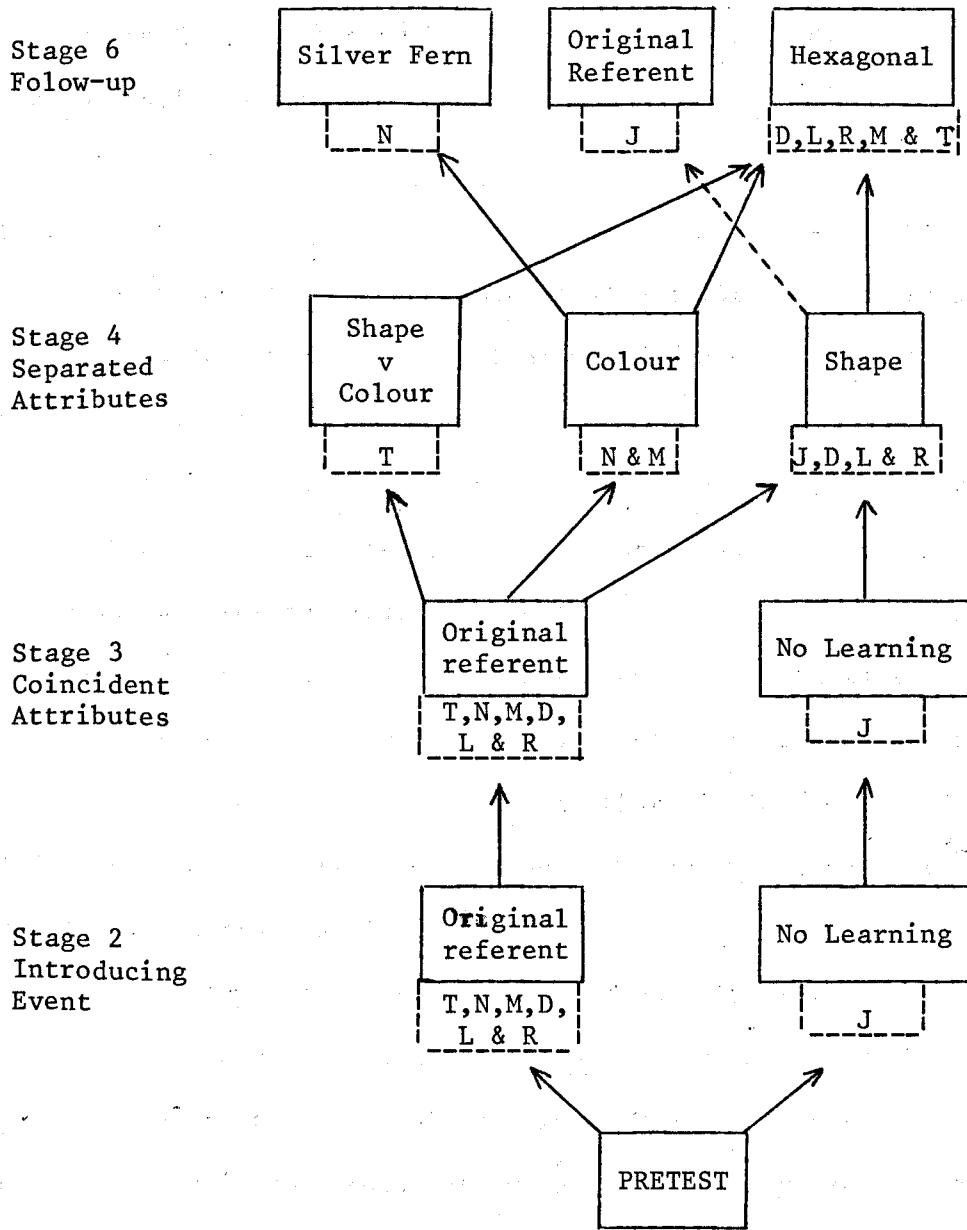 Stage 6
Folow-up
Silver Fern
N
Original
Referent
J
Hexagonal
D,L,R,M & T
Stage 4
Separated
Attributes
Shape
v
Colour
T
Colour
N & M
Shape
J,D,L & R
Stage 3
Coincident
Attributes
Original
referent
T,N,M,D,
L & R
No Learning
J
Stage 2
Introducing
Event
Original
referent
T,N,M,D,
L & R
No Learning
J
PRETEST